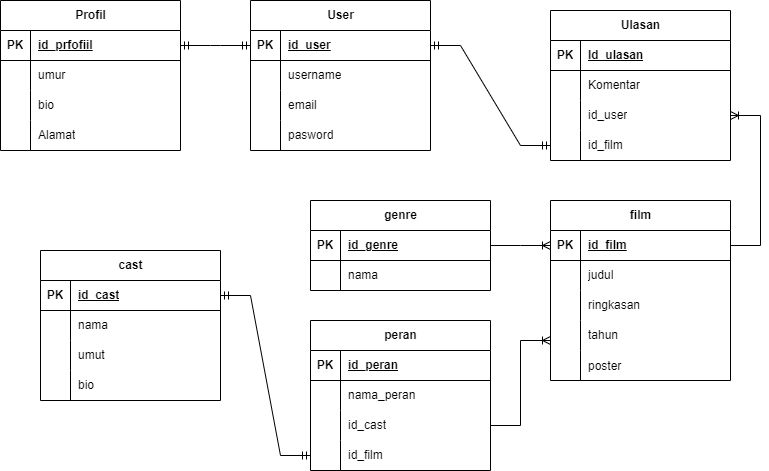 Profil
PK id_prfofiil
umur
bio
Alamat
User
PK id_user
username
email
pasword
Ulasan
PK Id_ulasan
Komentar
id_user
id_film
genre
PK id_genre
nama
film
PK id_film
judul
ringkasan
tahun
poster
cast
PK id_cast
nama
umut
bio
peran
PK id_peran
nama_peran
id_cast
id_film